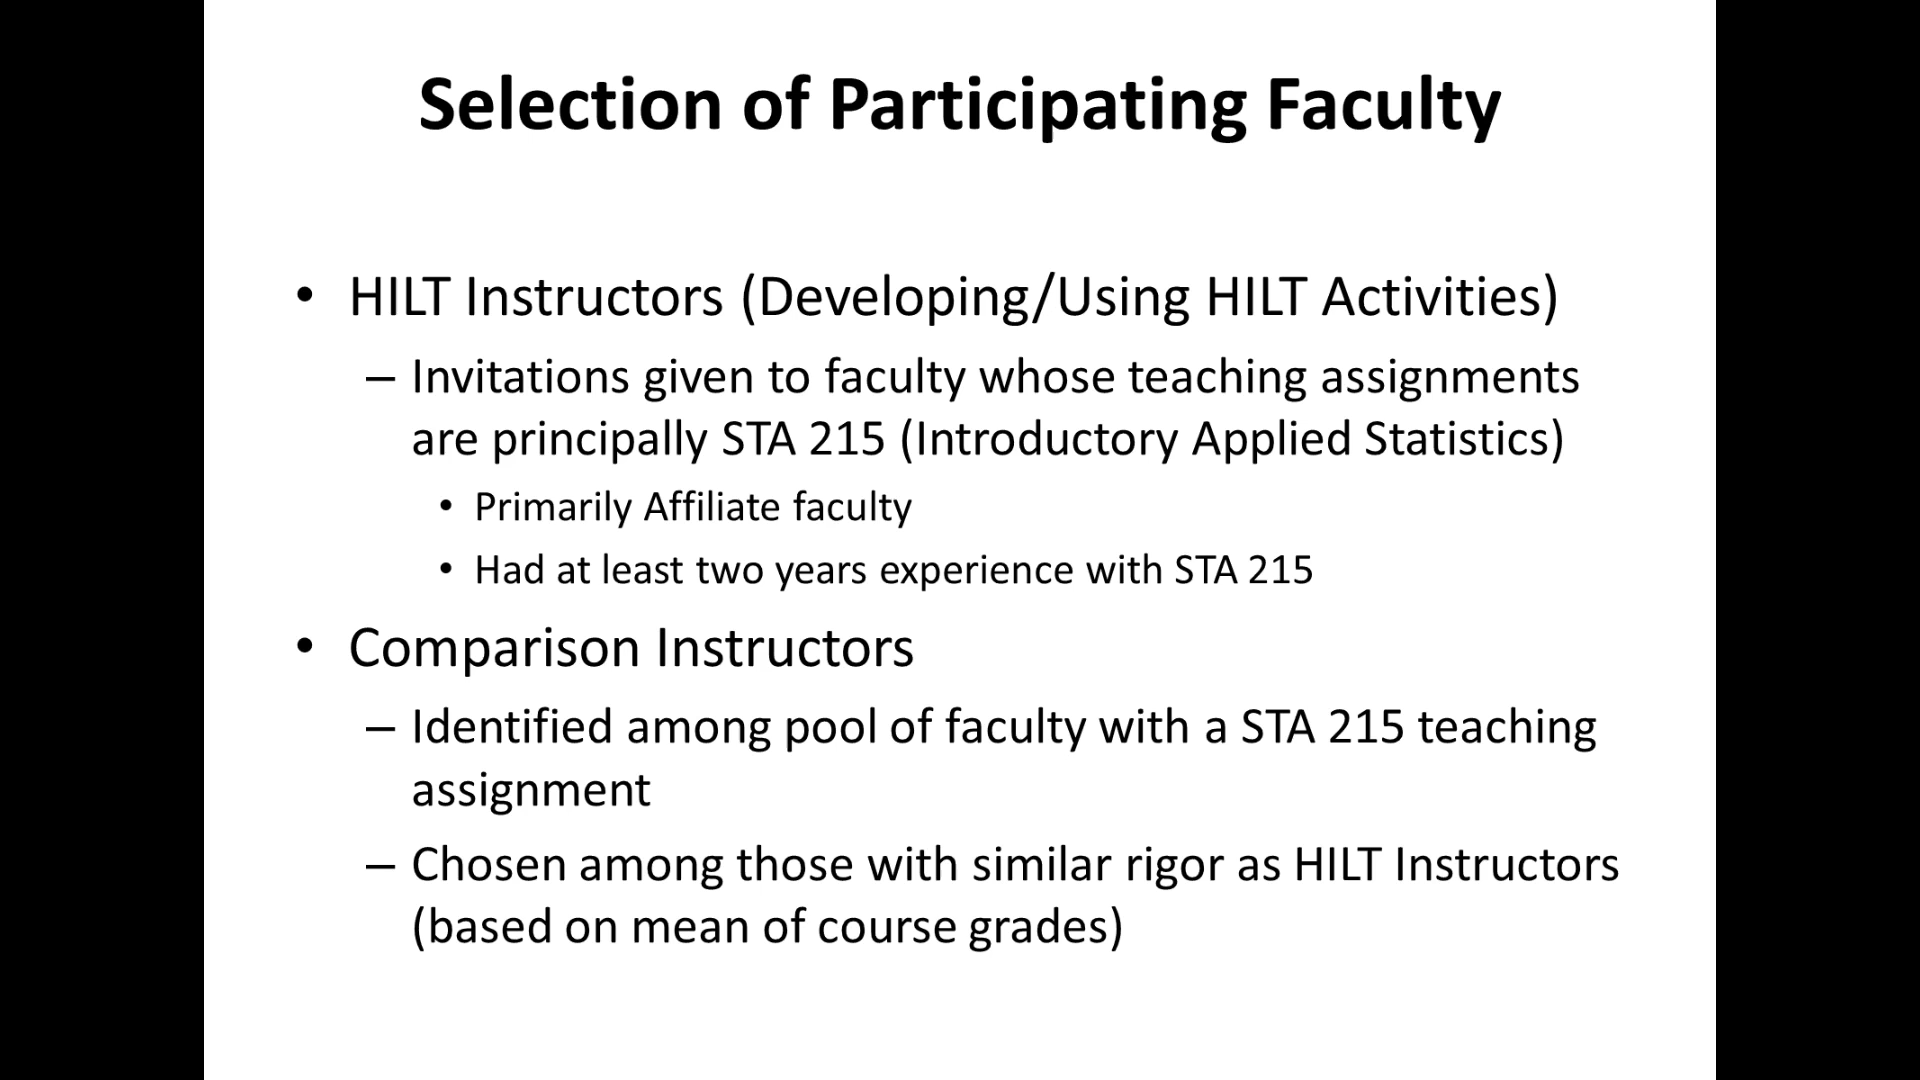 Selection of Participating Faculty
• HILT Instructors (Developing/Using HILT Activities)
– Invitations given to faculty whose teaching assignments
are principally STA 215 (Introductory Applied Statistics)
• Primarily Affiliate faculty
• Had at least two years experience with STA 215
• Comparison Instructors
– Identified among pool of faculty with a STA 215 teaching
assignment
– Chosen among those with similar rigor as HILT Instructors
(based on mean of course grades)